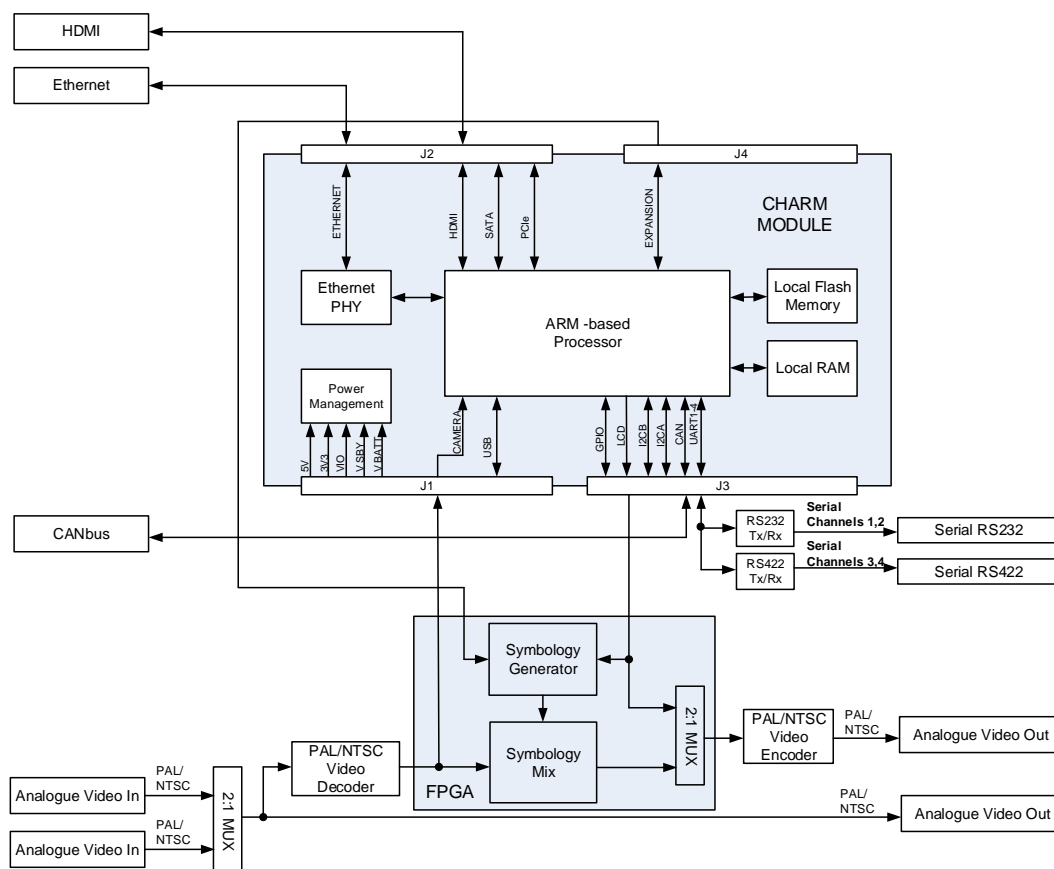 HDMI
Ethernet
J2
J4
CHARM
MODULE
ETHERNET
HDMI
SATA
PCIe
EXPANSION
Ethernet
PHY
ARM -based
Processor
Local Flash
Memory
Local RAM
Power
Management
5V
3V3
VIO
V SBY
V BATT
CAMERA
USB
GPIO
LCD
I2CB
I2CA
CAN
UART1-4
J1
J3
CANbus
RS232
Tx/Rx
Serial
Channels 1,2
Serial RS232
RS422
Tx/Rx
Serial
Channels 3,4
Serial RS422
Symbology
Generator
Symbology
Mix
2:1 MUX
FPGA
PAL/NTSC
Video
Decoder
PAL/NTSC
Video
Encoder
PAL/
NTSC
Analogue Video Out
Analogue Video In
PAL/
NTSC
2:1 MUX
Analogue Video In
PAL/
NTSC
PAL/
NTSC
Analogue Video Out